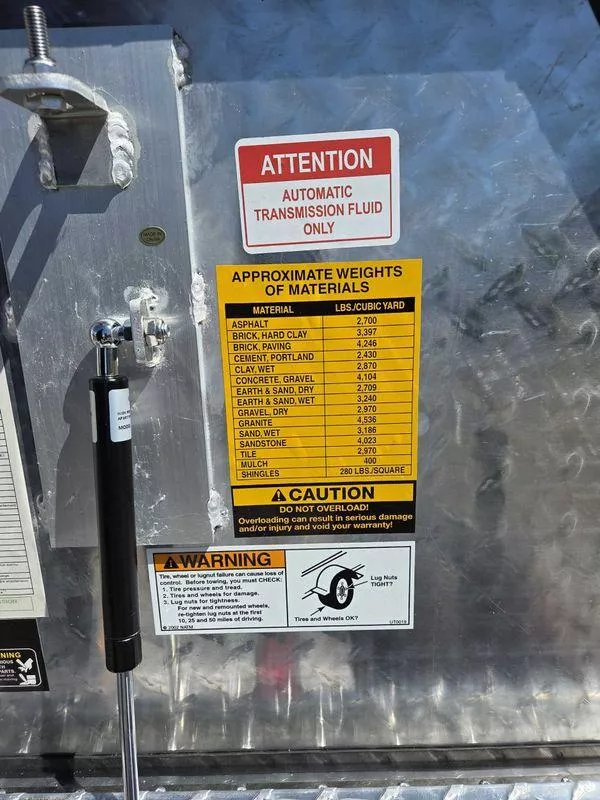 ATTENTION
AUTOMATIC
TRANSMISSION FLUID
ONLY
MADE IN
APPROXIMATE WEIGHTS
OF MATERIALS
MATERIAL LBS./CUBIC YARD
ASPHALT 2,700
BRICK, HARD CLAY 3,397
BRICK, PAVING 4,246
CEMENT, PORTLAND 2,430
CLAY, WET 2,870
CONCRETE, GRAVEL 4,104
EARTH & SAND, DRY 2,709
EARTH & SAND, WET 3,240
GRAVEL, DRY 2,970
GRANITE 4,536
SAND, WET 3,186
SANDSTONE 4,023
TILE 2,970
MULCH 400
SHINGLES 280 LBS./SQUARE
CAUTION
DO NOT OVERLOAD!
Overloading can result in serious damage
and/or injury and void your warranty!
WARNING
Tire, wheel or lugnut failure can cause loss of
control. Before towing, you must CHECK:
1. Tire pressure and tread.
2. Tires and wheels for damage.
3. Lug nuts for tightness.
For new and remounted wheels,
re-tighten lug nuts at the first
10, 25 and 50 miles of driving.
© 2002 NATM
Lug Nuts
TIGHT?
Tires and Wheels OK?
UT0019
NING